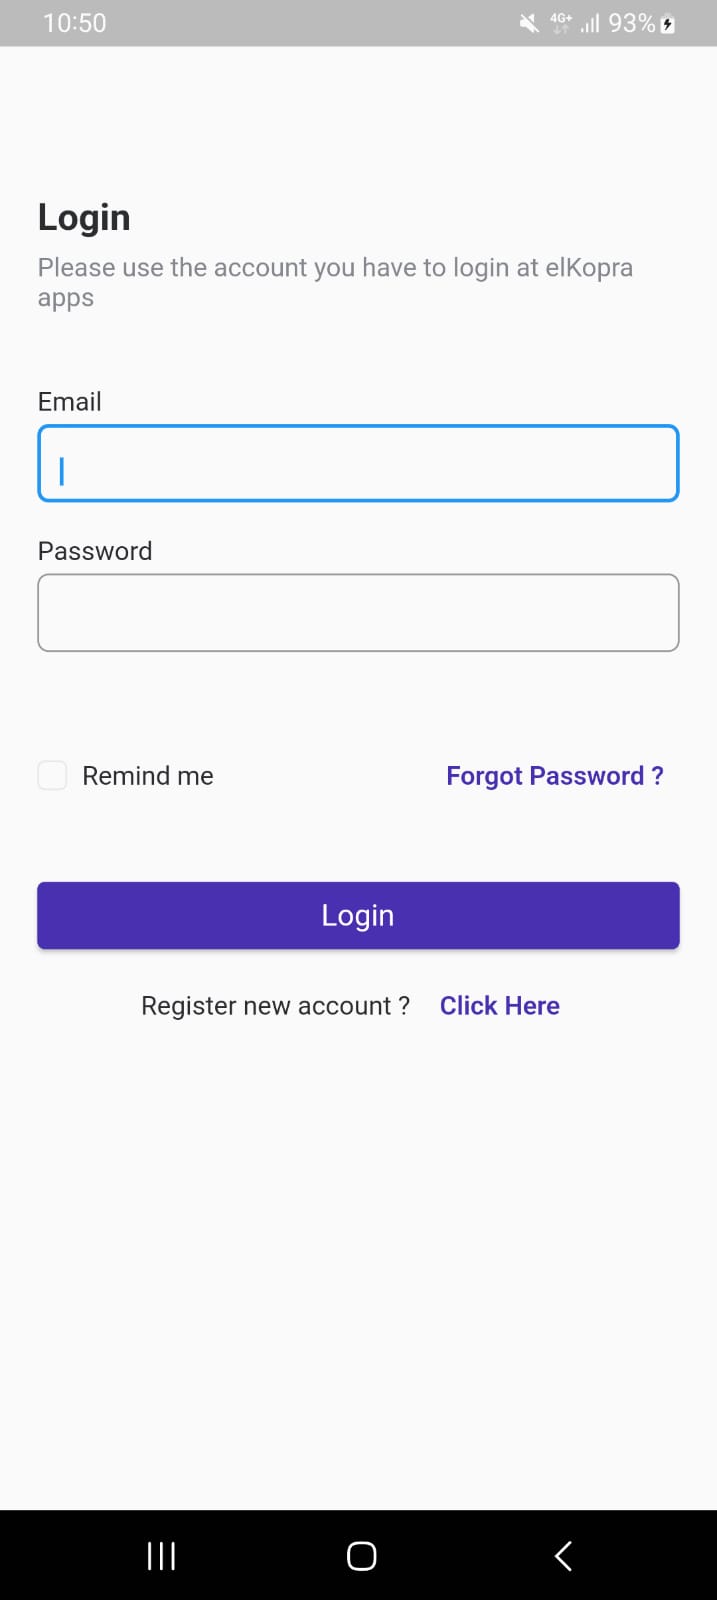 10:50 4G+ 93%
Login
Please use the account you have to login at elKopra
apps
Email
Password
Remind me Forgot Password ?
Login
Register new account ? Click Here